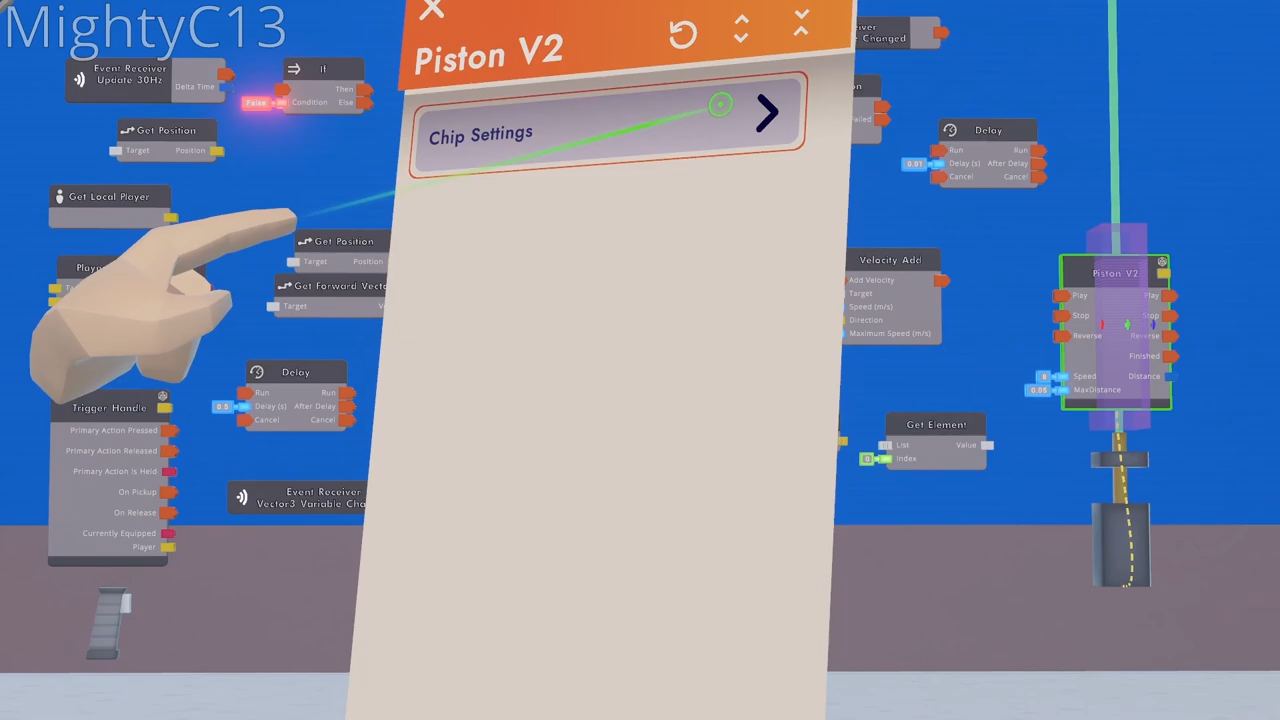 MightyC13
Event Receiver
Update 30Hz
Delta Time
If
Then
False
Condition
Else
Get Position
Target
Position
Get Local Player
Get Position
Target
Position
Get Forward Vect
Target
Delay
Run
Run
0.5
Delay (s)
After Delay
Cancel
Cancel
Trigger Handle
Primary Action Pressed
Primary Action Released
Primary Action Is Held
On Pickup
On Release
Currently Equipped
Player
Event Receiver
Vector3 Variable Cha
Piston V2
Chip Settings
Changed
Delay
Run
Run
0.01
Delay (s)
After Delay
Cancel
Cancel
Velocity Add
Add Velocity
Target
Speed (m/s)
Direction
Maximum Speed (m/s)
Get Element
List
Value
0
Index
Piston V2
Play
Play
Stop
Stop
Reverse
Reverse
Finished
8
Speed
Distance
0.05
MaxDistance